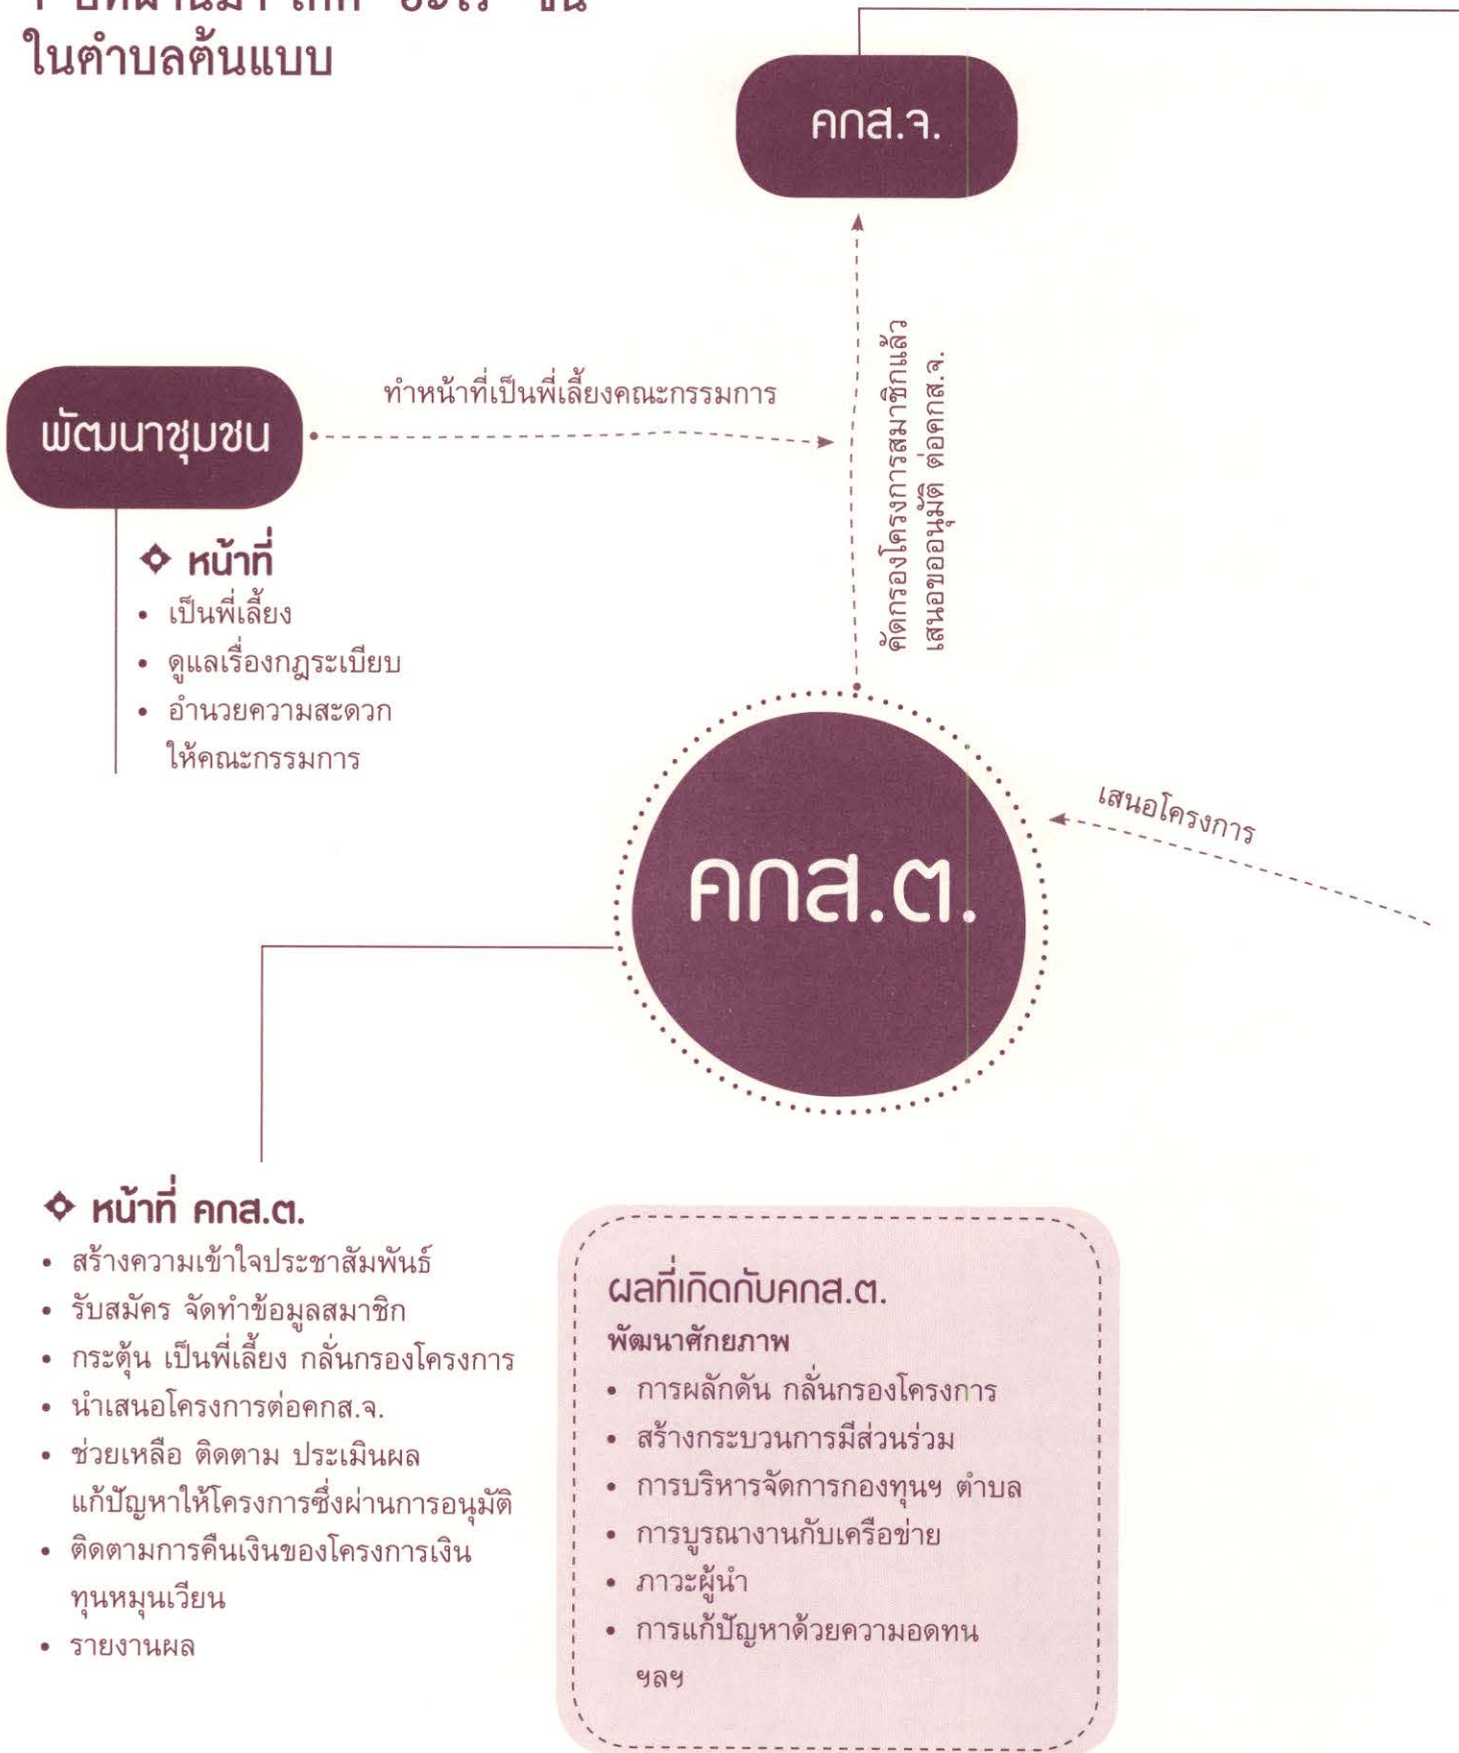 ในตำบลต้นแบบ
คกส.จ.
พัฒนาชุมชน
ทำหน้าที่เป็นพี่เลี้ยงคณะกรรมการ
คัดกรองโครงการสมาชิกแล้ว
เสนอขออนุมัติ ต่อคกส.จ.
หน้าที่
• เป็นพี่เลี้ยง
• ดูแลเรื่องกฎระเบียบ
• อำนวยความสะดวก
ให้คณะกรรมการ
เสนอโครงการ
คกส.ต.
หน้าที่ คกส.ต.
• สร้างความเข้าใจประชาสัมพันธ์
• รับสมัคร จัดทำข้อมูลสมาชิก
• กระตุ้น เป็นพี่เลี้ยง กลั่นกรองโครงการ
• นำเสนอโครงการต่อคกส.จ.
• ช่วยเหลือ ติดตาม ประเมินผล
แก้ปัญหาให้โครงการซึ่งผ่านการอนุมัติ
• ติดตามการคืนเงินของโครงการเงิน
ทุนหมุนเวียน
• รายงานผล
ผลที่เกิดกับคกส.ต.
พัฒนาศักยภาพ
• การผลักดัน กลั่นกรองโครงการ
• สร้างกระบวนการมีส่วนร่วม
• การบริหารจัดการกองทุนฯ ตำบล
• การบูรณางานกับเครือข่าย
• ภาวะผู้นำ
• การแก้ปัญหาด้วยความอดทน
ฯลฯ